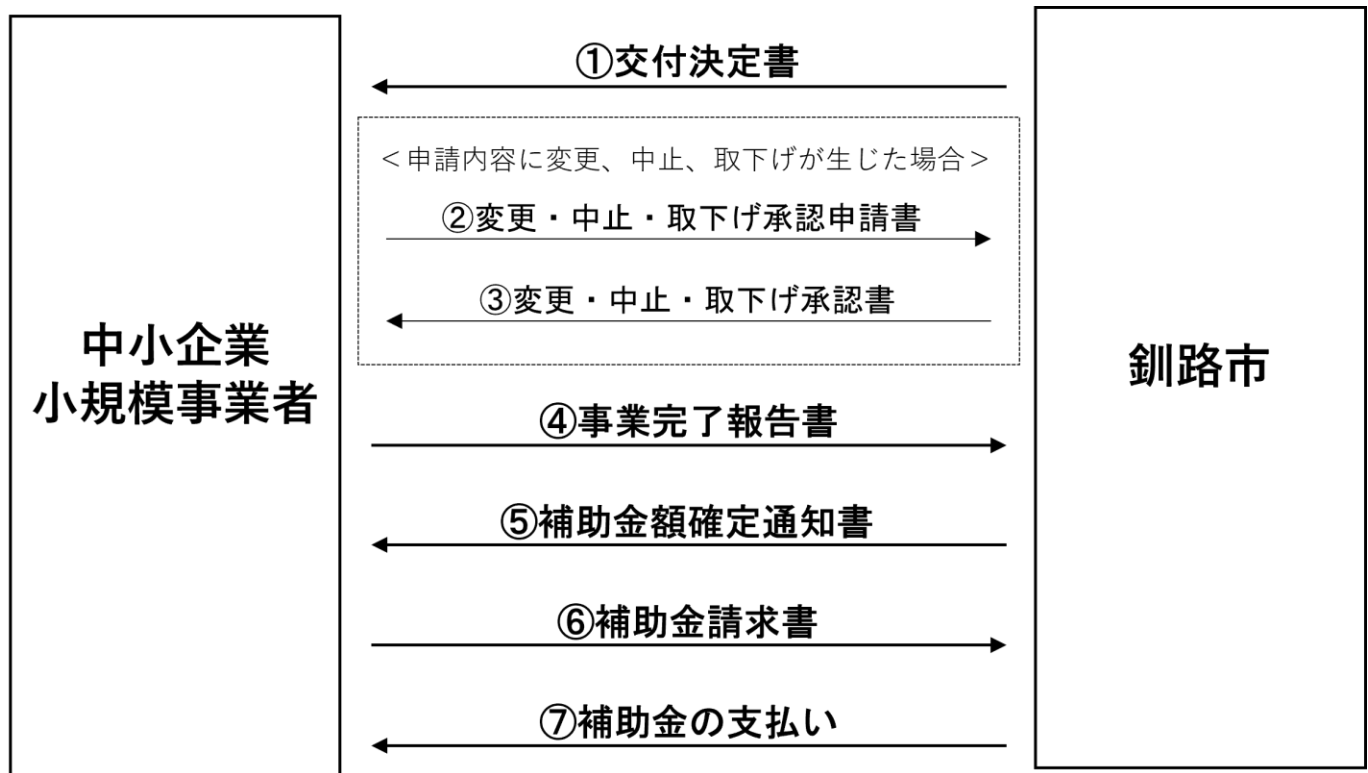 ①交付決定書
<申請内容に変更、中止、取下げが生じた場合>
②変更・中止・取下げ承認申請書
③変更・中止・取下げ承認書
中小企業
小規模事業者
釧路市
④事業完了報告書
⑤補助金額確定通知書
⑥補助金請求書
⑦補助金の支払い